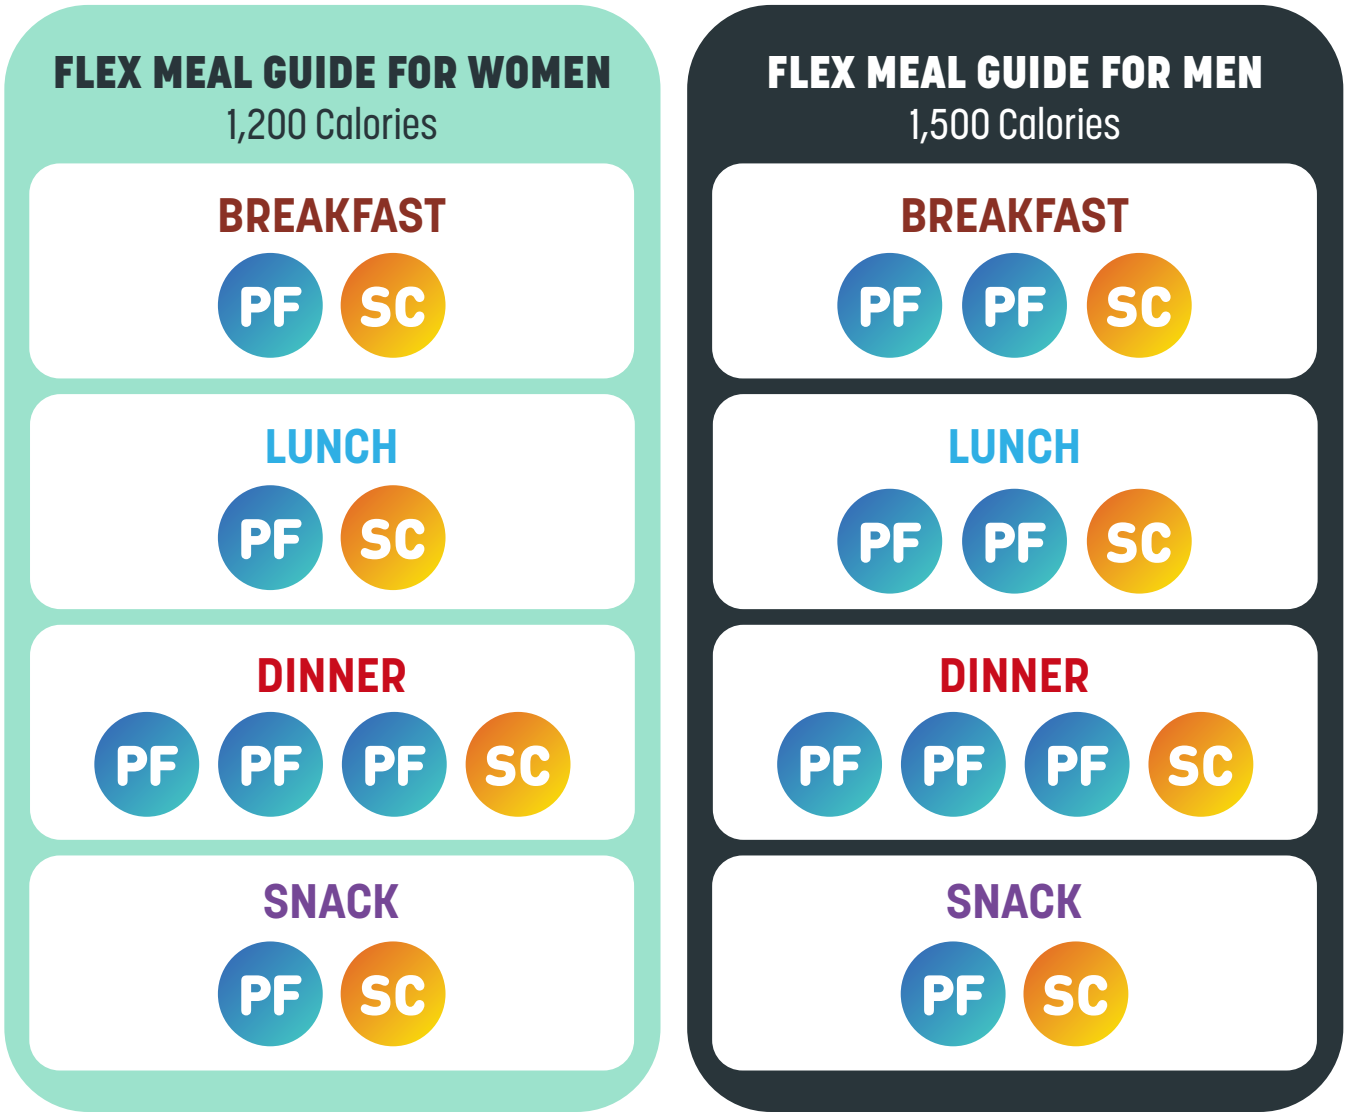 FLEX MEAL GUIDE FOR WOMEN
1,200 Calories
BREAKFAST
PF SC
LUNCH
PF SC
DINNER
PF PF PF SC
SNACK
PF SC
FLEX MEAL GUIDE FOR MEN
1,500 Calories
BREAKFAST
PF PF SC
LUNCH
PF PF SC
DINNER
PF PF PF SC
SNACK
PF SC